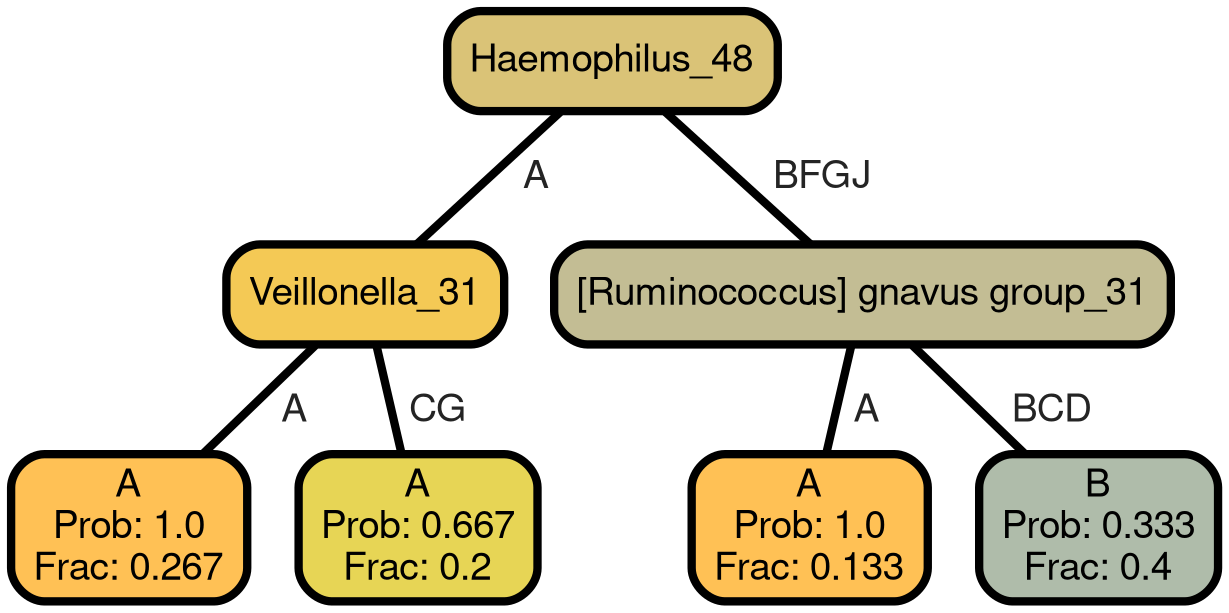 Haemophilus_48
A
BFGJ
Veillonella_31
[Ruminococcus] gnavus group_31
A
CG
A
BCD
A
Prob: 1.0
Frac: 0.267
A
Prob: 0.667
Frac: 0.2
A
Prob: 1.0
Frac: 0.133
B
Prob: 0.333
Frac: 0.4